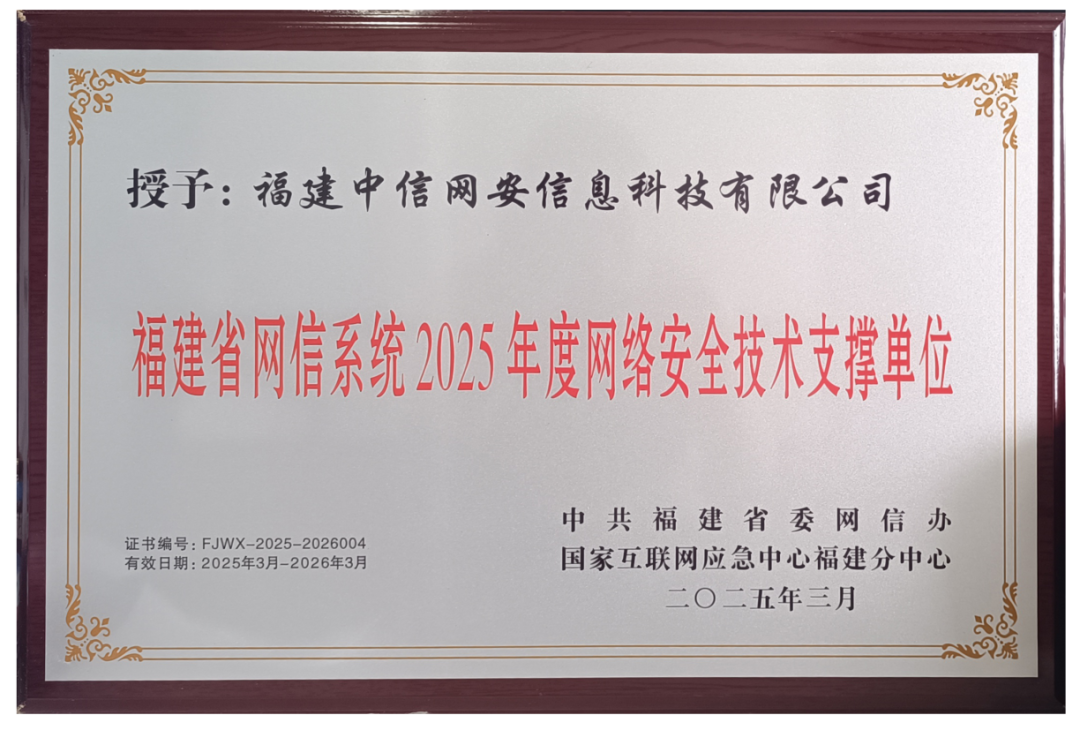 授予：福建中信网安信息科技有限公司
福建省网信系统2025年度网络安全技术支撑单位
中共福建省委网信办
证书编号：FJWX-2025-2026004
国家互联网应急中心福建分中心
有效日期：2025年3月-2026年3月
二〇二五年三月